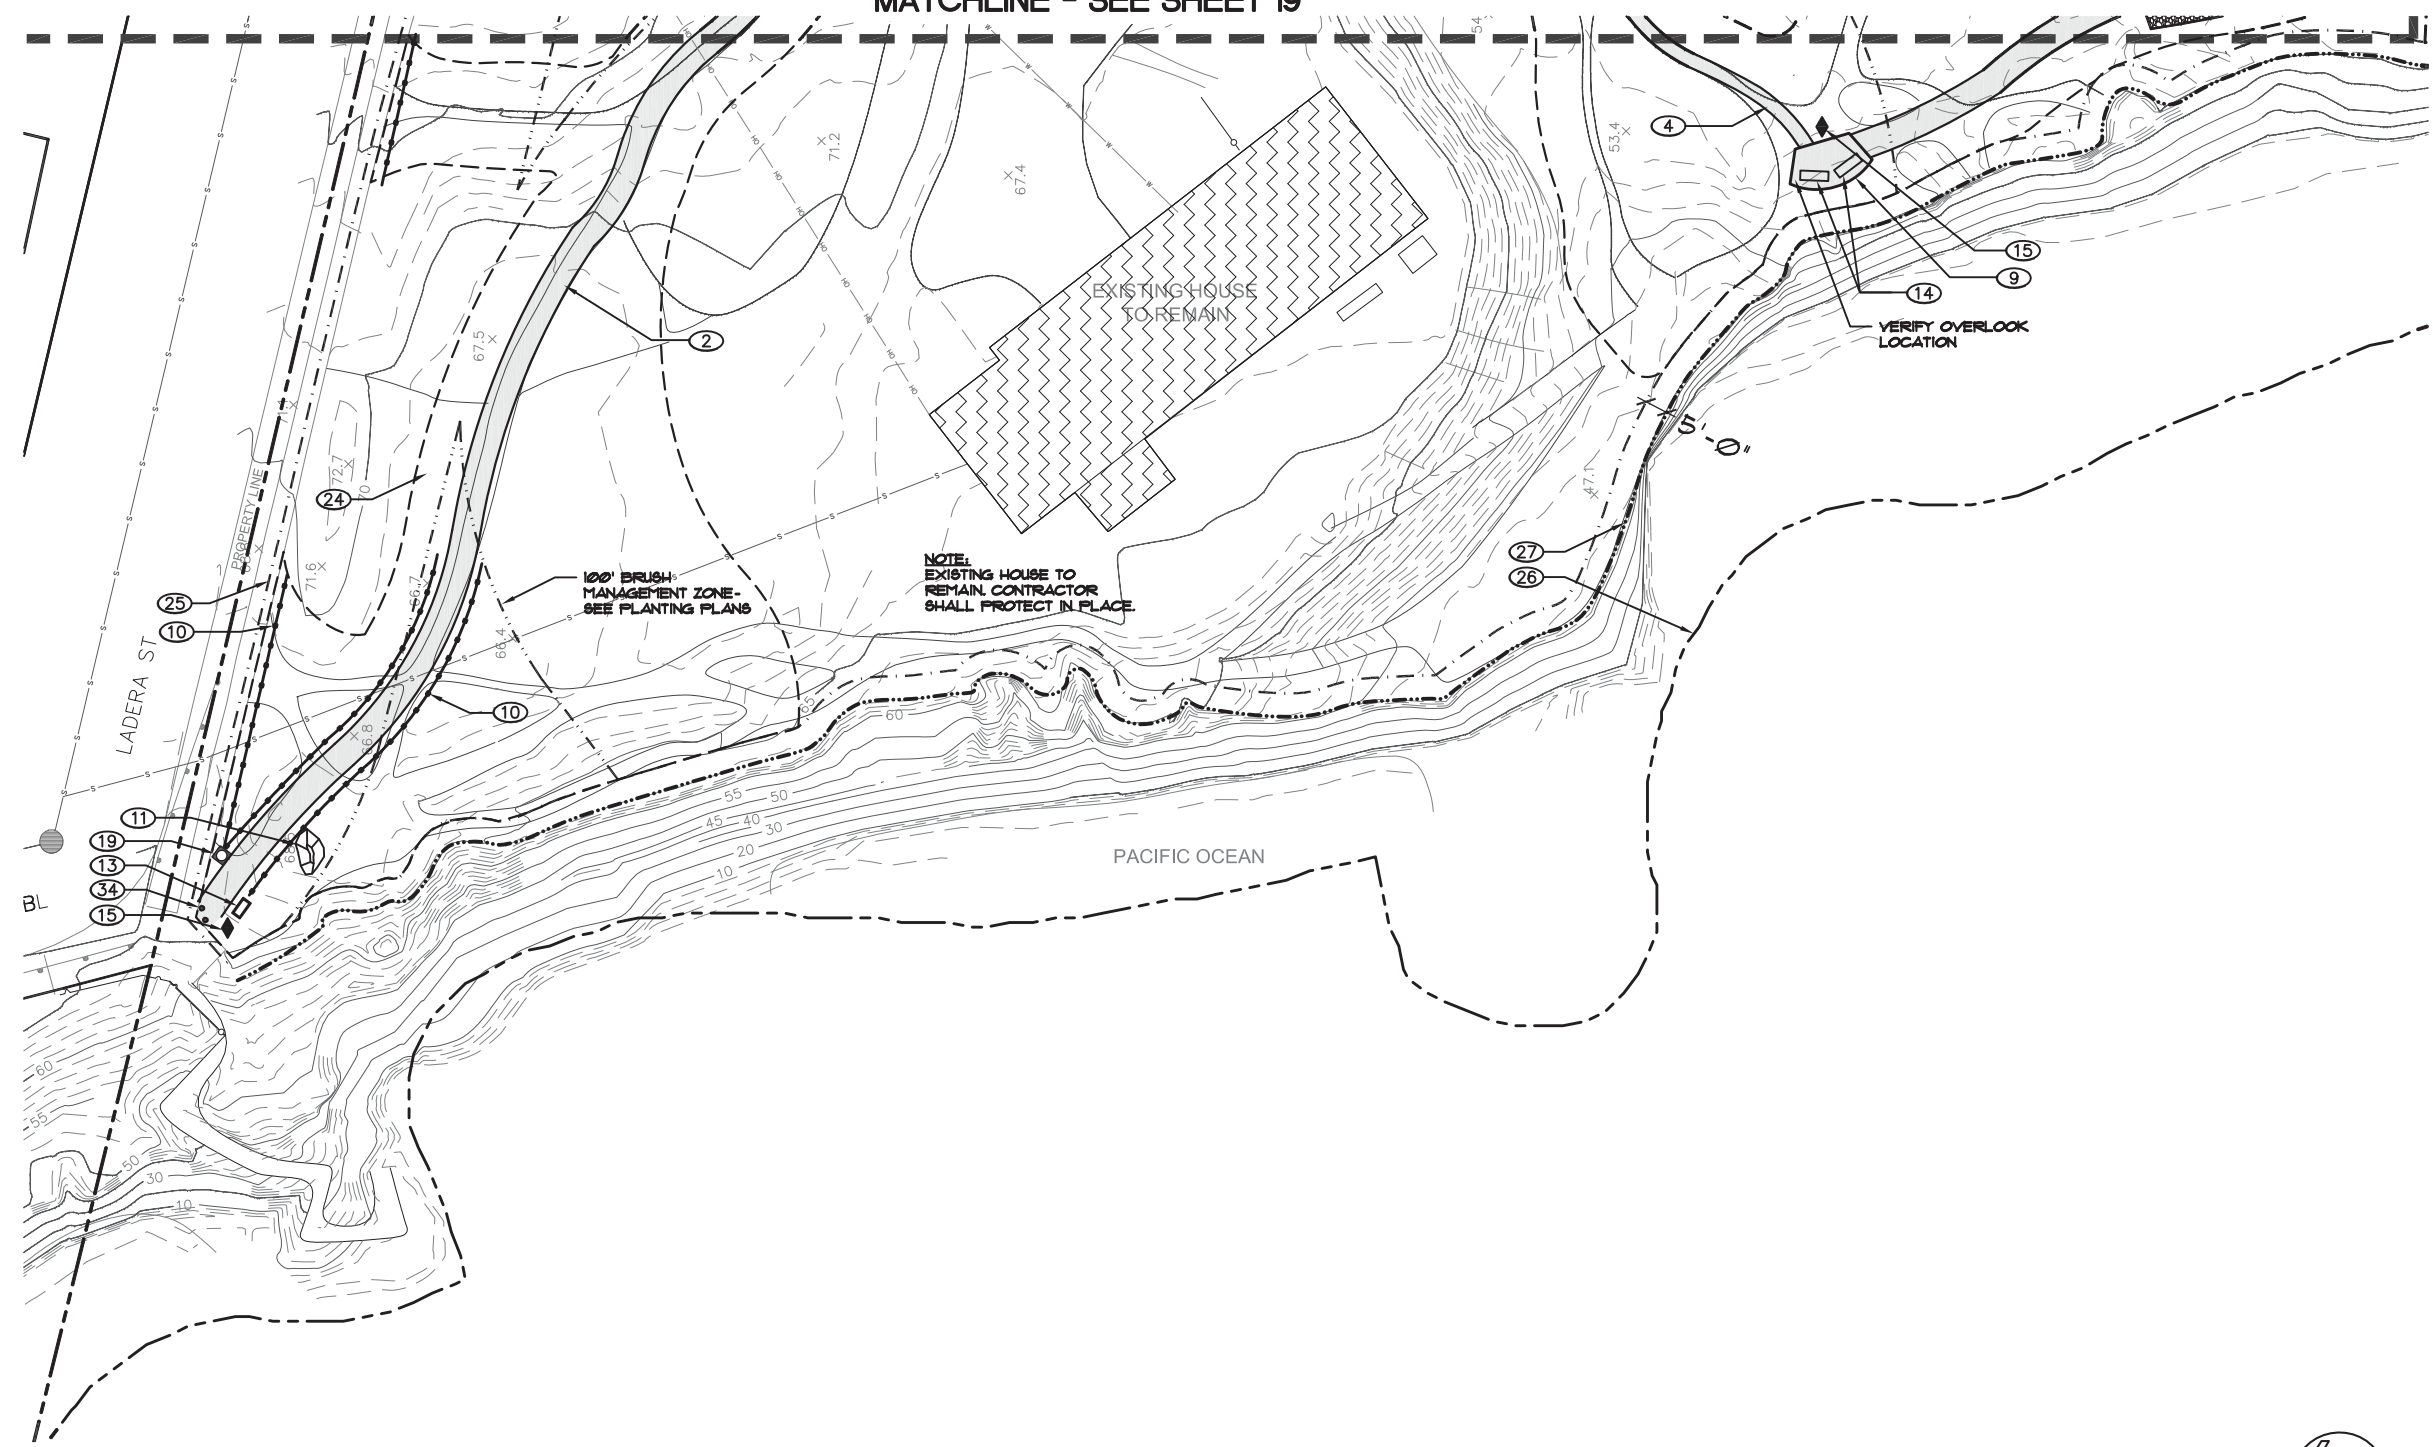 MATCHLINE - SEE SHEET 19
54
71.2
67.4
53.4
4
15
9
14
VERIFY OVERLOOK
LOCATION
EXISTING HOUSE
TO REMAIN
67.5
2
5'-0"
72.7
70
24
47.1
PROPERTY LINE
27
26
NOTE:
EXISTING HOUSE TO
REMAIN. CONTRACTOR
SHALL PROTECT IN PLACE.
100' BRUSH
MANAGEMENT ZONE-
SEE PLANTING PLANS
71.6
66.7
66.4
25
10
LADERA ST
10
65
60
55
50
45
40
30
20
10
11
19
13
34
15
BL
PACIFIC OCEAN
60
55
50
30
10